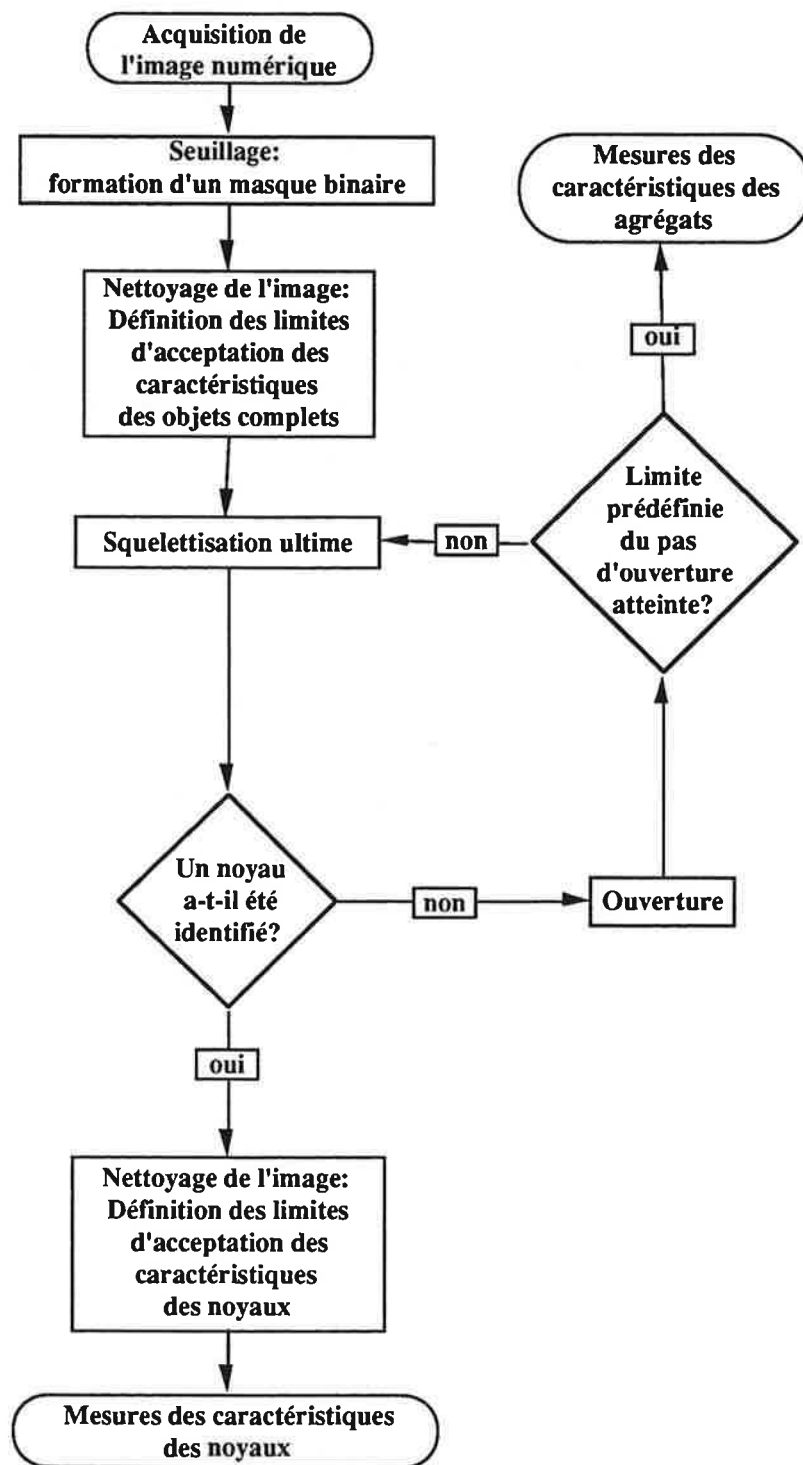 Acquisition de
l'image numérique
Seuillage:
formation d'un masque binaire
Nettoyage de l'image:
Définition des limites
d'acceptation des
caractéristiques
des objets complets
Squelettisation ultime
Un noyau
a-t-il été
identifié?
non
Ouverture
Limite
prédéfinie
du pas
d'ouverture
atteinte?
non
oui
Mesures des
caractéristiques des
agrégats
oui
Nettoyage de l'image:
Définition des limites
d'acceptation des
caractéristiques
des noyaux
Mesures des caractéristiques
des noyaux